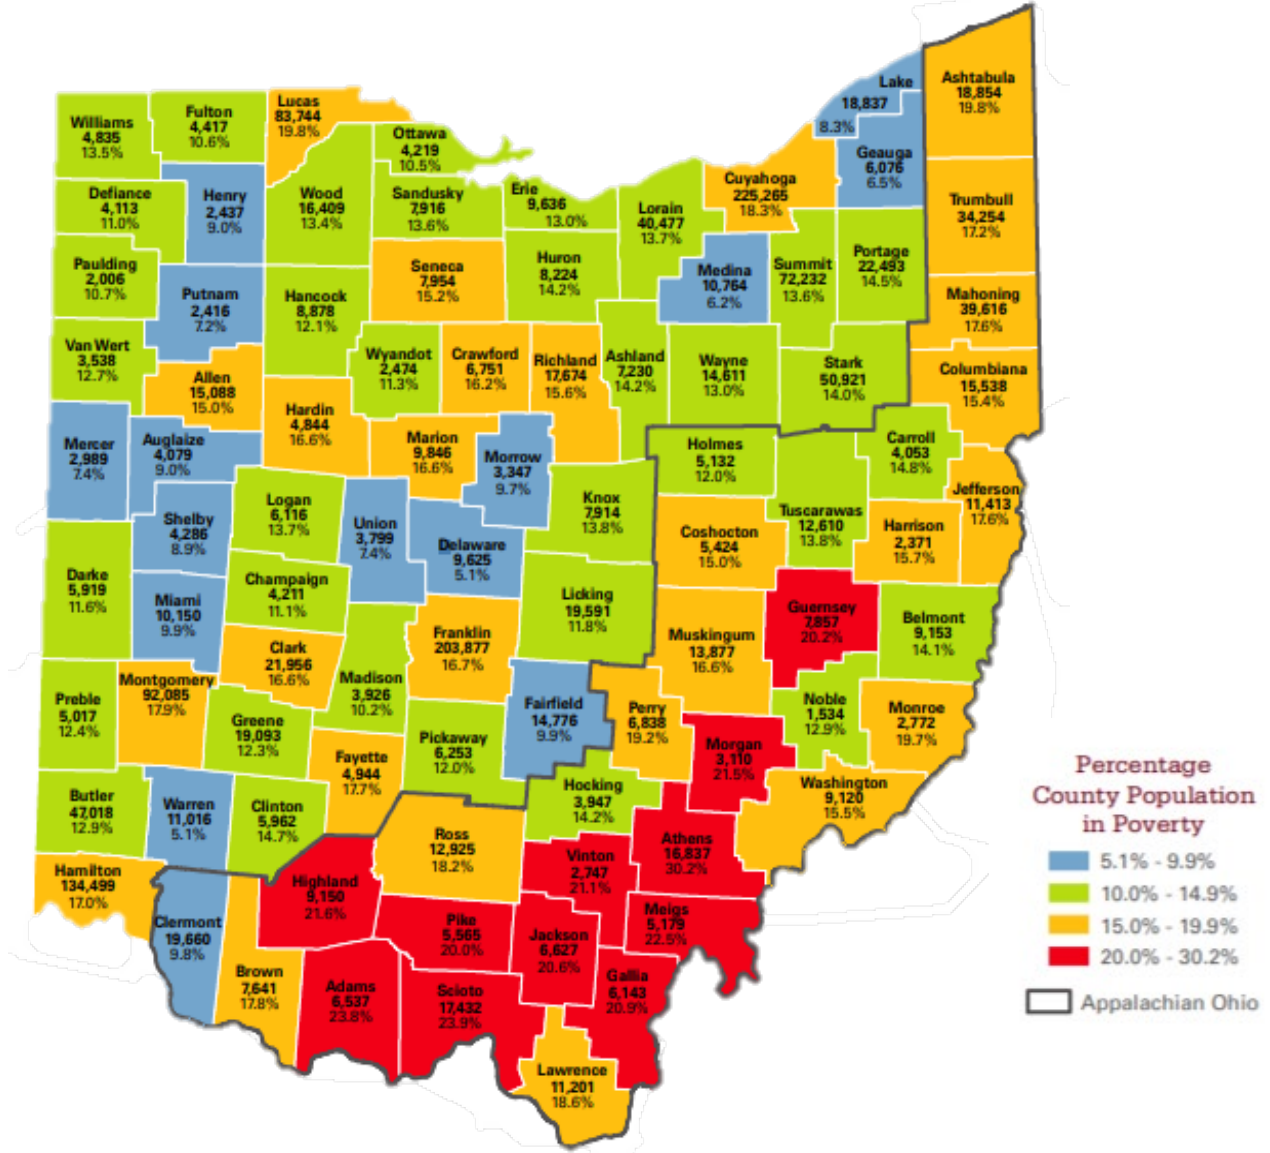 Lake
18,837
8.3%
Ashtabula
18,854
19.8%
Williams
4,835
13.5%
Fulton
4,417
10.6%
Lucas
83,744
19.8%
Ottawa
4,219
10.5%
Geauga
6,076
6.5%
Cuyahoga
225,265
18.3%
Trumbull
34,254
17.2%
Defiance
4,113
11.0%
Henry
2,437
9.0%
Wood
16,409
13.4%
Sandusky
7,916
13.6%
Erie
9,636
13.0%
Lorain
40,477
13.7%
Paulding
2,006
10.7%
Putnam
2,416
7.2%
Hancock
8,878
12.1%
Seneca
7,954
15.2%
Huron
8,224
14.2%
Medina
10,764
6.2%
Summit
72,232
13.6%
Portage
22,493
14.5%
Mahoning
39,616
17.6%
Van Wert
3,538
12.7%
Allen
15,088
15.0%
Wyandot
2,474
11.3%
Crawford
6,751
16.2%
Richland
17,674
15.6%
Ashland
7,230
14.2%
Wayne
14,611
13.0%
Stark
50,921
14.0%
Columbiana
15,538
15.4%
Mercer
2,989
7.4%
Auglaize
4,079
9.0%
Hardin
4,844
16.6%
Marion
9,846
16.6%
Morrow
3,347
9.7%
Holmes
5,132
12.0%
Carroll
4,053
14.8%
Shelby
4,286
8.9%
Logan
6,116
13.7%
Union
3,799
7.4%
Delaware
9,625
5.1%
Knox
7,914
13.8%
Coshocton
5,424
15.0%
Tuscarawas
12,610
13.8%
Harrison
2,371
15.7%
Jefferson
11,413
17.6%
Darke
5,919
11.6%
Miami
10,150
9.9%
Champaign
4,211
11.1%
Licking
19,591
11.8%
Guernsey
7,857
20.2%
Belmont
9,153
14.1%
Clark
21,956
16.6%
Franklin
203,877
16.7%
Muskingum
13,877
16.6%
Preble
5,017
12.4%
Montgomery
92,085
17.9%
Greene
19,093
12.3%
Madison
3,926
10.2%
Pickaway
6,253
12.0%
Fairfield
14,776
9.9%
Perry
6,838
19.2%
Noble
1,534
12.9%
Monroe
2,772
19.7%
Fayette
4,944
17.7%
Morgan
3,110
21.5%
Washington
9,120
15.5%
Butler
47,018
12.9%
Warren
11,016
5.1%
Clinton
5,962
14.7%
Hocking
3,947
14.2%
Ross
12,925
18.2%
Athens
16,837
30.2%
Vinton
2,747
21.1%
Hamilton
134,499
17.0%
Highland
9,150
21.6%
Clermont
19,660
9.8%
Pike
5,565
20.0%
Jackson
6,627
20.6%
Meigs
5,179
22.5%
Brown
7,641
17.8%
Adams
6,537
23.8%
Scioto
17,432
23.9%
Gallia
6,143
20.9%
Lawrence
11,201
18.6%
Percentage
County Population
in Poverty
5.1% - 9.9%
10.0% - 14.9%
15.0% - 19.9%
20.0% - 30.2%
Appalachian Ohio